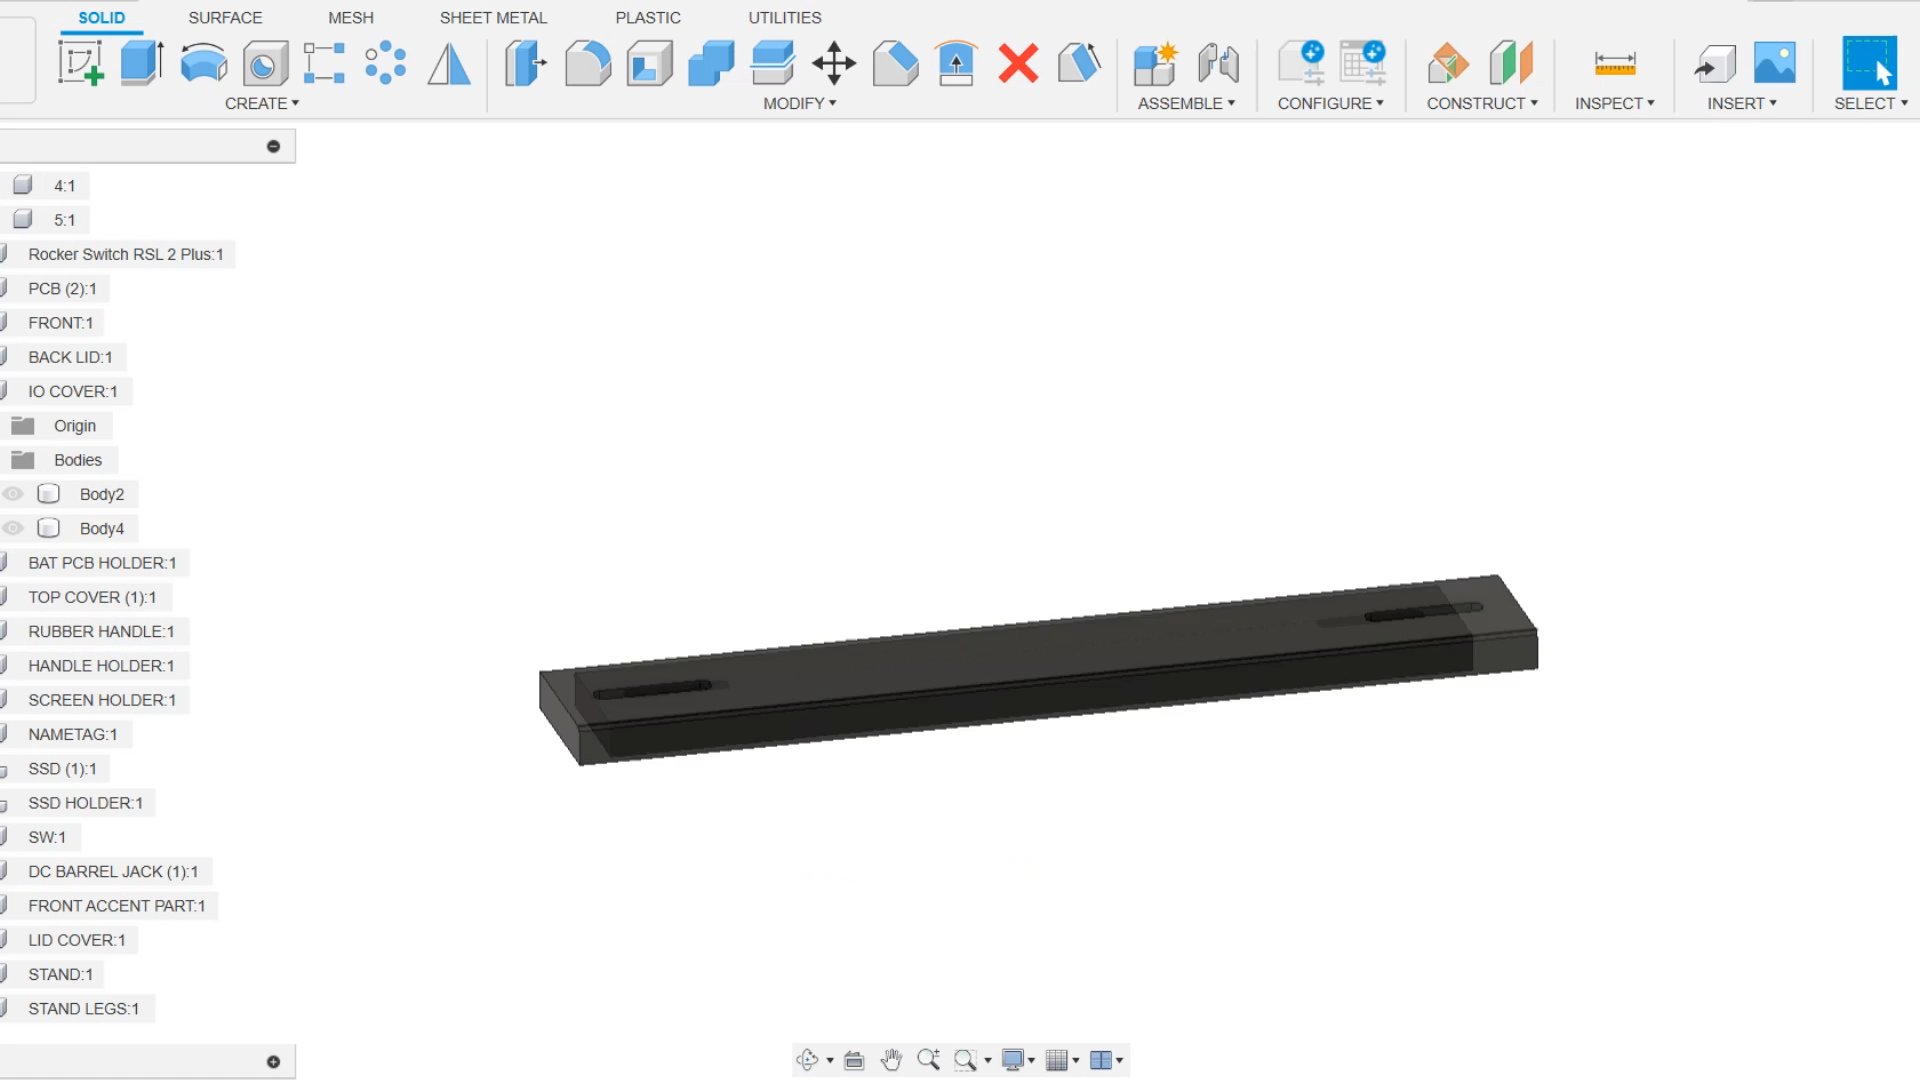 SOLID SURFACE MESH SHEET METAL PLASTIC UTILITIES
CREATE MODIFY ASSEMBLE CONFIGURE CONSTRUCT INSPECT INSERT SELECT
4:1
5:1
Rocker Switch RSL 2 Plus:1
PCB (2):1
FRONT:1
BACK LID:1
IO COVER:1
Origin
Bodies
Body2
Body4
BAT PCB HOLDER:1
TOP COVER (1):1
RUBBER HANDLE:1
HANDLE HOLDER:1
SCREEN HOLDER:1
NAMETAG:1
SSD (1):1
SSD HOLDER:1
SW:1
DC BARREL JACK (1):1
FRONT ACCENT PART:1
LID COVER:1
STAND:1
STAND LEGS:1